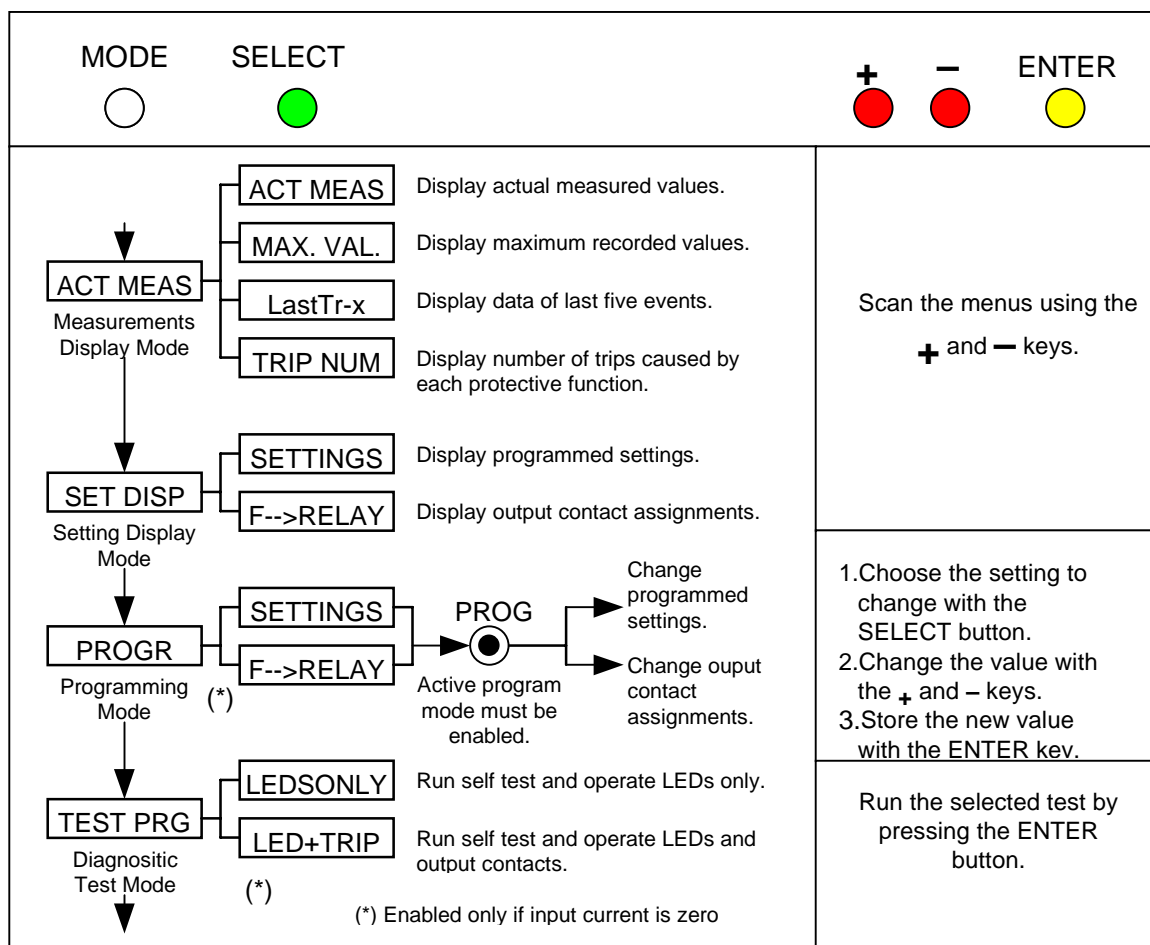 MODE
SELECT
+
–
ENTER
ACT MEAS
Measurements
Display Mode
ACT MEAS
Display actual measured values.
MAX. VAL.
Display maximum recorded values.
LastTr-x
Display data of last five events.
TRIP NUM
Display number of trips caused by
each protective function.
Scan the menus using the
+ and – keys.
SET DISP
Setting Display
Mode
SETTINGS
Display programmed settings.
F-->RELAY
Display output contact assignments.
PROGR
Programming
Mode
(*)
SETTINGS
F-->RELAY
PROG
Active program
mode must be
enabled.
Change
programmed
settings.
Change ouput
contact
assignments.
1.Choose the setting to
change with the
SELECT button.
2.Change the value with
the + and – keys.
3.Store the new value
with the ENTER key.
TEST PRG
Diagnositic
Test Mode
(*)
LEDSONLY
Run self test and operate LEDs only.
LED+TRIP
Run self test and operate LEDs and
output contacts.
Run the selected test by
pressing the ENTER
button.
(*) Enabled only if input current is zero